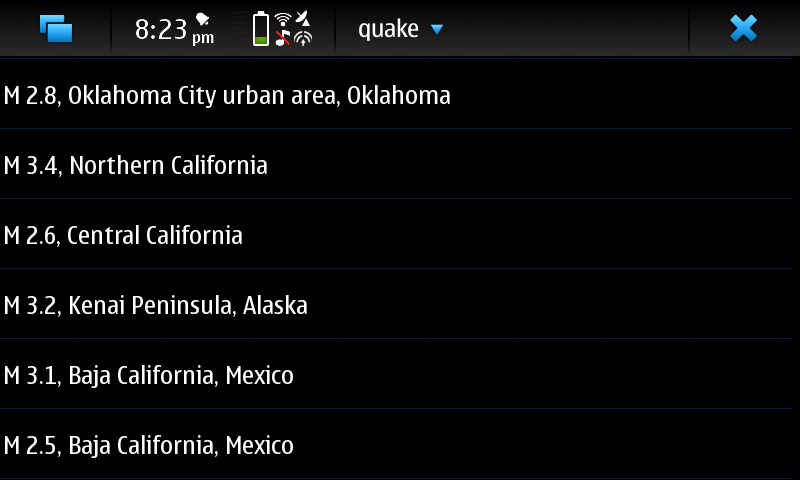 8:23 pm
quake
M 2.8, Oklahoma City urban area, Oklahoma
M 3.4, Northern California
M 2.6, Central California
M 3.2, Kenai Peninsula, Alaska
M 3.1, Baja California, Mexico
M 2.5, Baja California, Mexico